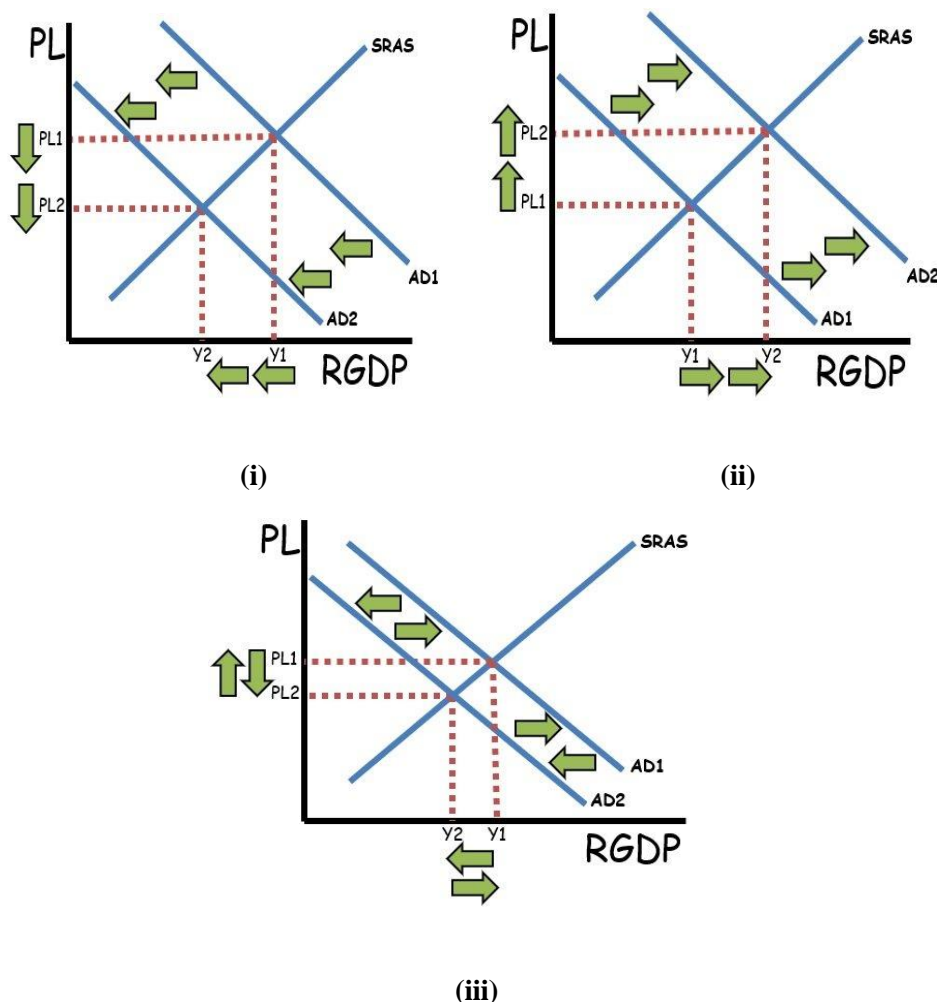 PL
SRAS
PL1
PL2
AD1
AD2
Y2
Y1
RGDP
(i)
PL
SRAS
PL2
PL1
AD2
AD1
Y1
Y2
RGDP
(ii)
PL
SRAS
PL1
PL2
AD1
AD2
Y2
Y1
RGDP
(iii)